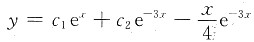 y = c₁eˣ + c₂e⁻³ˣ − x/4 e⁻³ˣ